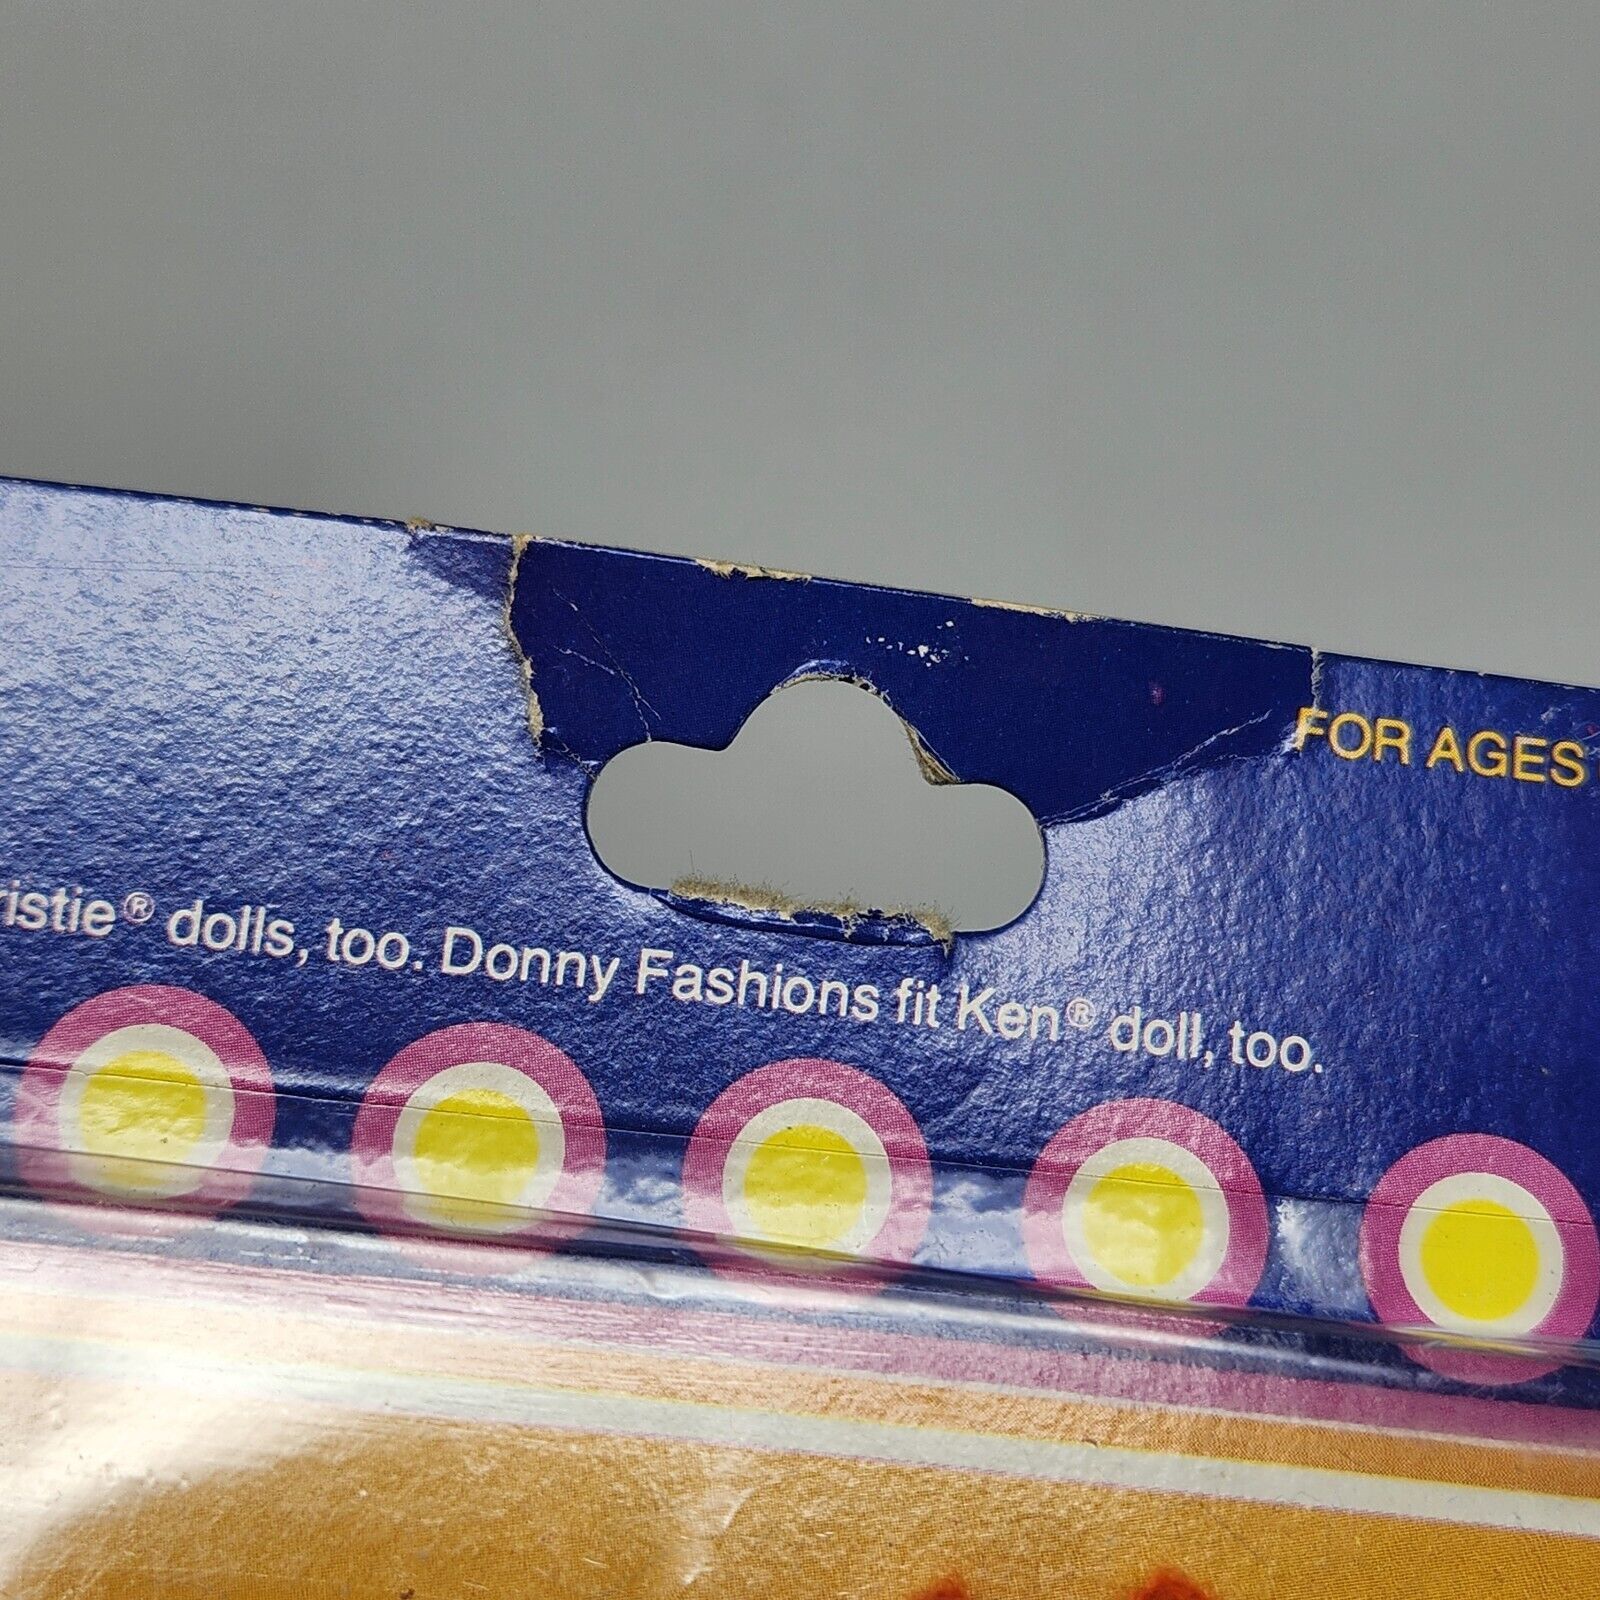 FOR AGES
ristie® dolls, too. Donny Fashions fit Ken® doll, too.